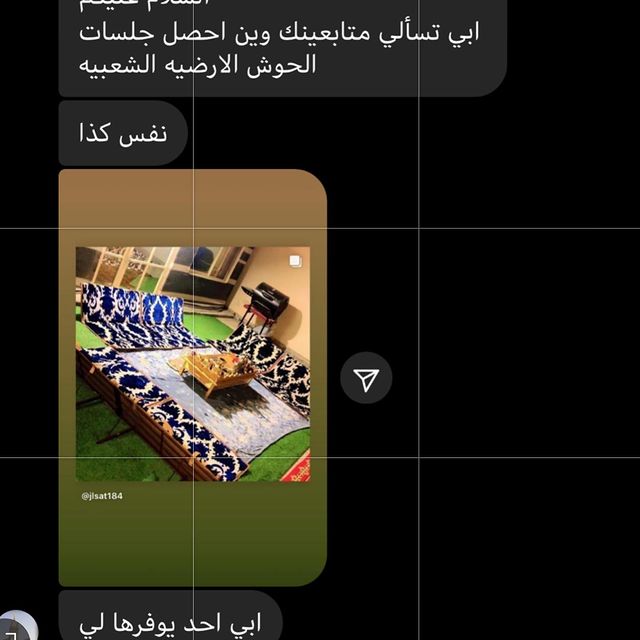 السلام عليكم
ابي تسألي متابعينك وين احصل جلسات
الحوش الارضيه الشعبيه
نفس كذا
@jlsat184
ابي احد يوفرها لي